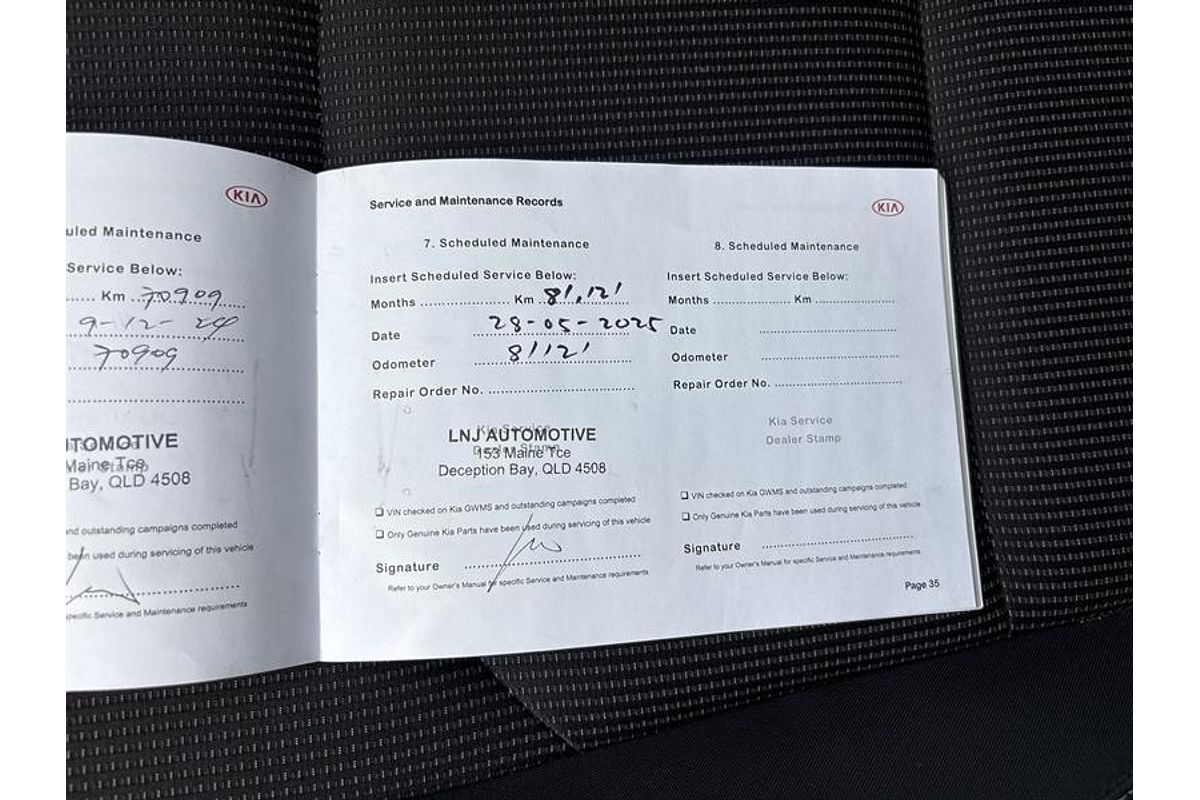 KIA
uled Maintenance
Service Below:
...... Km ..70909......
9-12-24
70909
TOMOTIVE
Maine Tce
Bay, QLD 4508
nd outstanding campaigns completed
been used during servicing of this vehicle
specific Service and Maintenance requirements
Service and Maintenance Records
KIA
7. Scheduled Maintenance
Insert Scheduled Service Below:
Months ...................... Km ..81,121......
Date 28-05-2025
Odometer 81121
Repair Order No. ....................................
Kia Service
Dealer Stamp
LNJ AUTOMOTIVE
153 Maine Tce
Deception Bay, QLD 4508
❏ VIN checked on Kia GWMS and outstanding campaigns completed
❏ Only Genuine Kia Parts have been used during servicing of this vehicle
Signature ............................................
Refer to your Owner's Manual for specific Service and Maintenance requirements
8. Scheduled Maintenance
Insert Scheduled Service Below:
Months ................... Km ...................
Date ...................................
Odometer ...................................
Repair Order No. ................................
Kia Service
Dealer Stamp
❏ VIN checked on Kia GWMS and outstanding campaigns completed
❏ Only Genuine Kia Parts have been used during servicing of this vehicle
Signature .......................................
Refer to your Owner's Manual for specific Service and Maintenance requirements
Page 35